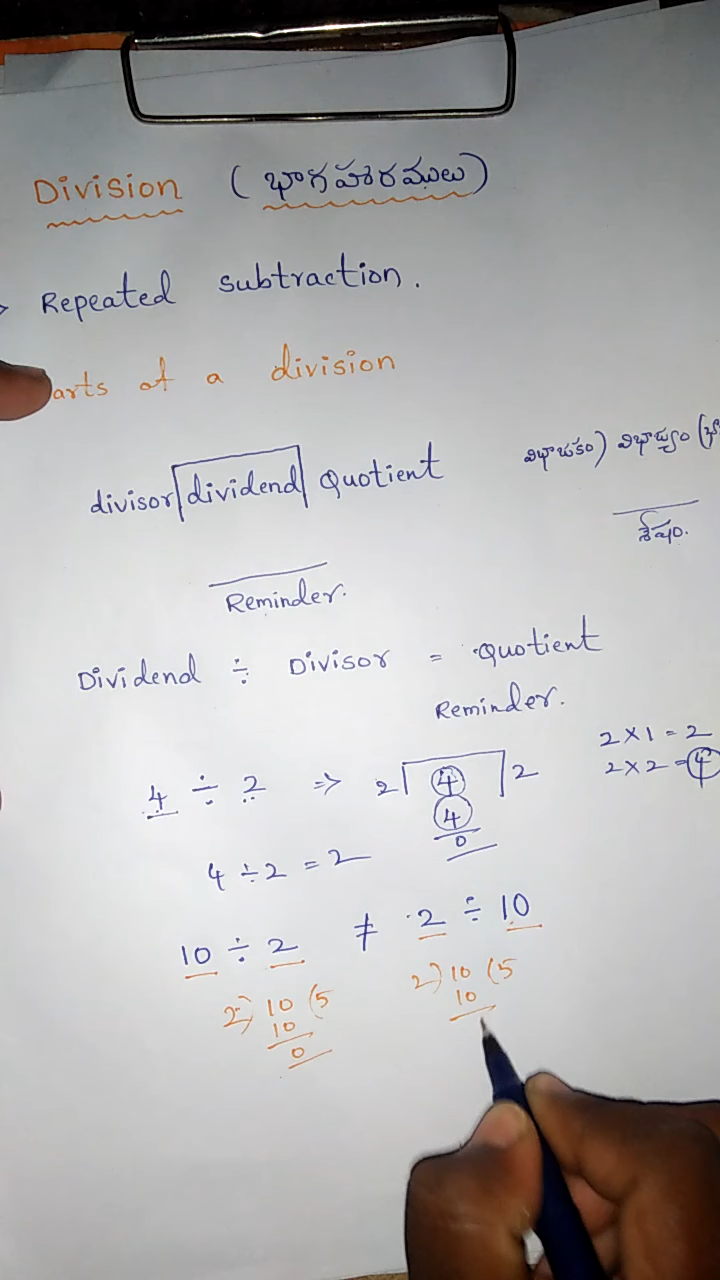 Division (భాగహారములు)
Repeated subtraction.
arts of a division
divisor dividend Quotient
విభాజకం) విభాజ్యం (భా
Reminder.
శేషం.
Dividend ÷ Divisor = Quotient
Reminder.
4 ÷ 2 => 2 4 2
4
0
2 x 1 = 2
2 x 2 = 4
4 ÷ 2 = 2
10 ÷ 2 ≠ 2 ÷ 10
2) 10 (5
10
0
2) 10 (5
10